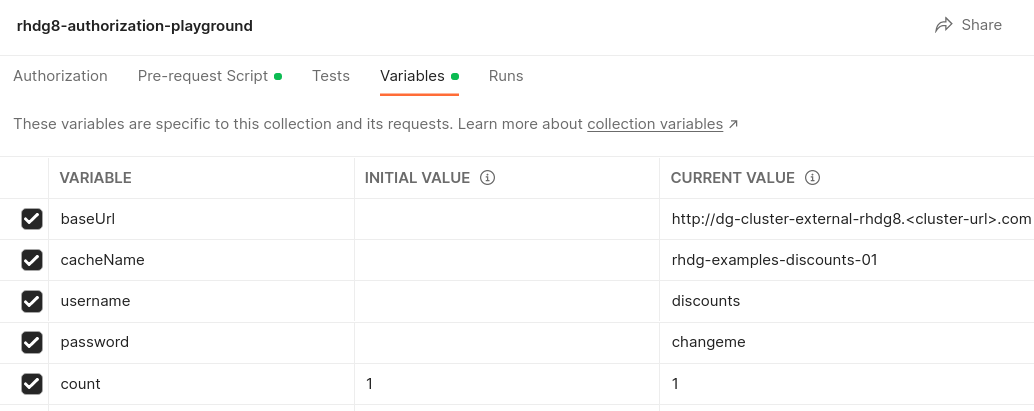 rhdg8-authorization-playground
Share
Authorization Pre-request Script Tests Variables Runs
These variables are specific to this collection and its requests. Learn more about collection variables ↗
VARIABLE INITIAL VALUE CURRENT VALUE
baseUrl http://dg-cluster-external-rhdg8.<cluster-url>.com
cacheName rhdg-examples-discounts-01
username discounts
password changeme
count 1 1